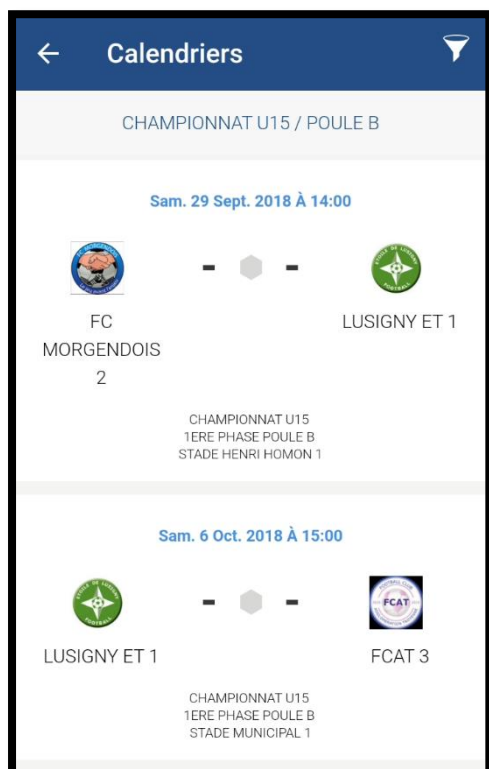 Calendriers
CHAMPIONNAT U15 / POULE B
Sam. 29 Sept. 2018 À 14:00
- -
FC
MORGENDOIS
2
LUSIGNY ET 1
CHAMPIONNAT U15
1ERE PHASE POULE B
STADE HENRI HOMON 1
Sam. 6 Oct. 2018 À 15:00
- -
FCAT
LUSIGNY ET 1
FCAT 3
CHAMPIONNAT U15
1ERE PHASE POULE B
STADE MUNICIPAL 1